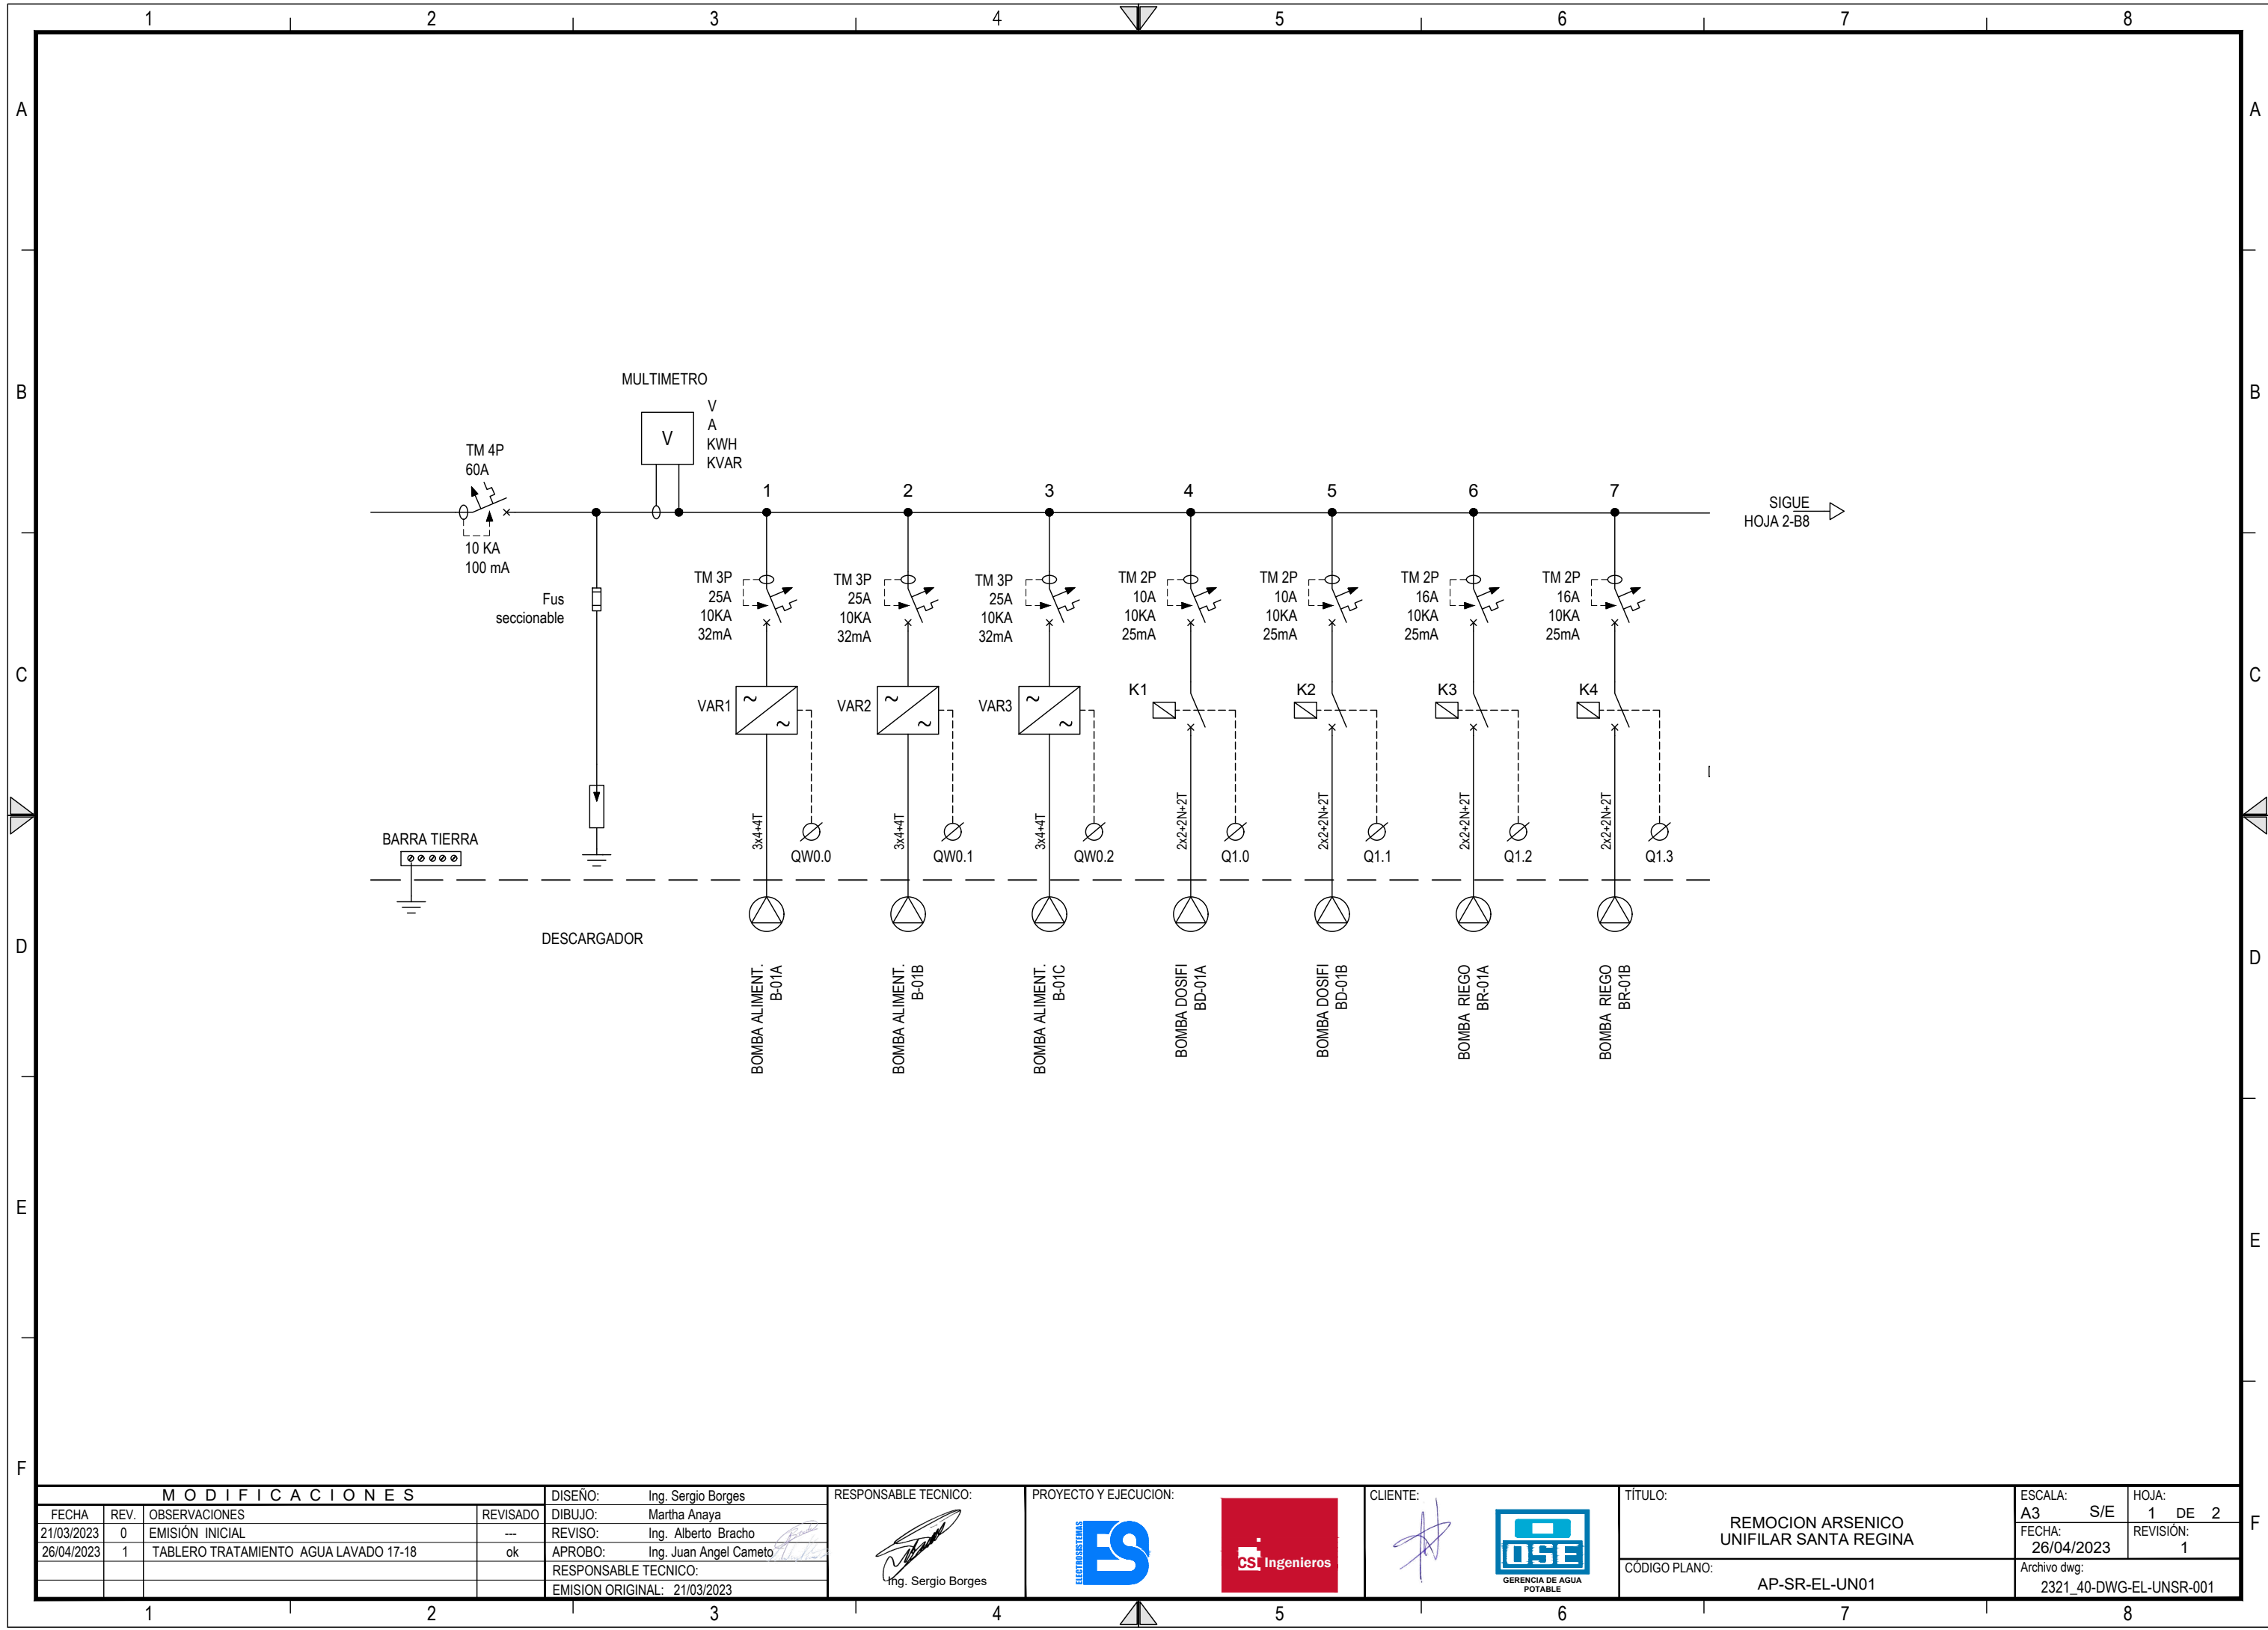 1 2 3 4 5 6 7 8
A A
B B
C C
D D
E E
F F
MULTIMETRO
V
V
A
KWH
KVAR
TM 4P
60A
10 KA
100 mA
Fus
seccionable
1 2 3 4 5 6 7
SIGUE
HOJA 2-B8
TM 3P
25A
10KA
32mA
TM 3P
25A
10KA
32mA
TM 3P
25A
10KA
32mA
TM 2P
10A
10KA
25mA
TM 2P
10A
10KA
25mA
TM 2P
16A
10KA
25mA
TM 2P
16A
10KA
25mA
VAR1
VAR2
VAR3
K1
K2
K3
K4
3x4+4T
3x4+4T
3x4+4T
2x2+2N+2T
2x2+2N+2T
2x2+2N+2T
2x2+2N+2T
QW0.0
QW0.1
QW0.2
Q1.0
Q1.1
Q1.2
Q1.3
BARRA TIERRA
DESCARGADOR
BOMBA ALIMENT.
B-01A
BOMBA ALIMENT.
B-01B
BOMBA ALIMENT.
B-01C
BOMBA DOSIFI
BD-01A
BOMBA DOSIFI
BD-01B
BOMBA RIEGO
BR-01A
BOMBA RIEGO
BR-01B
MODIFICACIONES
FECHA REV. OBSERVACIONES REVISADO
21/03/2023 0 EMISIÓN INICIAL ---
26/04/2023 1 TABLERO TRATAMIENTO AGUA LAVADO 17-18 ok
DISEÑO: Ing. Sergio Borges
DIBUJO: Martha Anaya
REVISO: Ing. Alberto Bracho
APROBO: Ing. Juan Angel Cameto
RESPONSABLE TECNICO:
EMISION ORIGINAL: 21/03/2023
RESPONSABLE TECNICO:
Ing. Sergio Borges
PROYECTO Y EJECUCION:
ELECTROSISTEMAS
ES
CSI Ingenieros
CLIENTE:
OSE
GERENCIA DE AGUA
POTABLE
TÍTULO:
REMOCION ARSENICO
UNIFILAR SANTA REGINA
CÓDIGO PLANO:
AP-SR-EL-UN01
ESCALA:
A3 S/E
HOJA:
1 DE 2
FECHA:
26/04/2023
REVISIÓN:
1
Archivo dwg:
2321_40-DWG-EL-UNSR-001
1 2 3 4 5 6 7 8